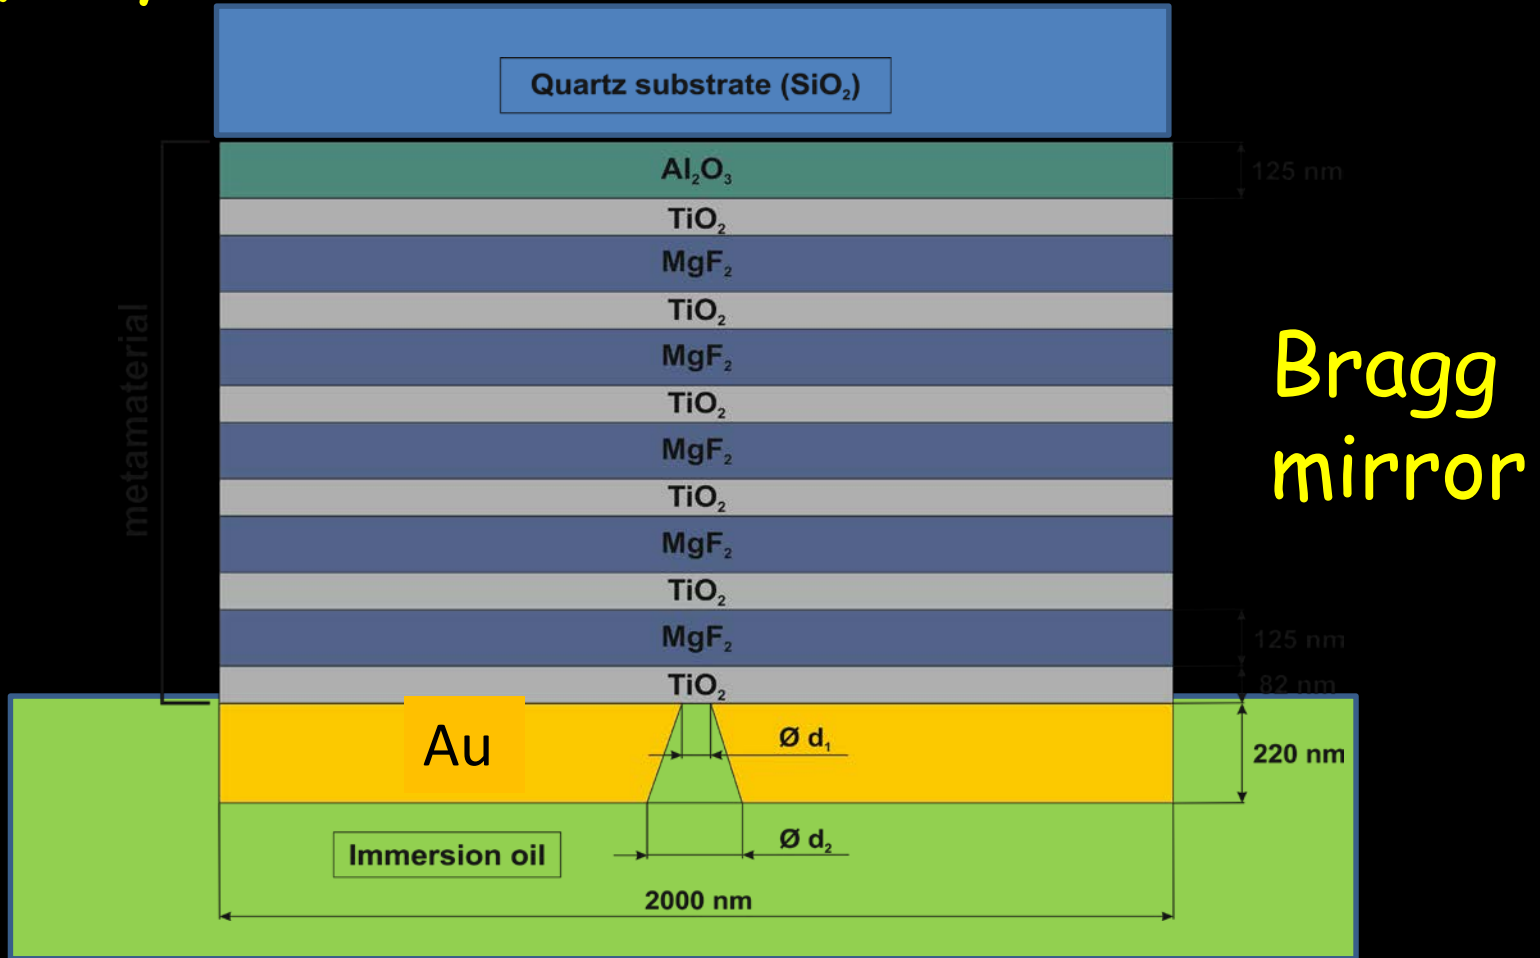 Quartz substrate (SiO₂)
Al₂O₃
125 nm
TiO₂
MgF₂
TiO₂
MgF₂
metamaterial
TiO₂
Bragg
mirror
MgF₂
TiO₂
MgF₂
TiO₂
MgF₂
125 nm
TiO₂
82 nm
Au
Ø d₁
220 nm
Ø d₂
Immersion oil
2000 nm